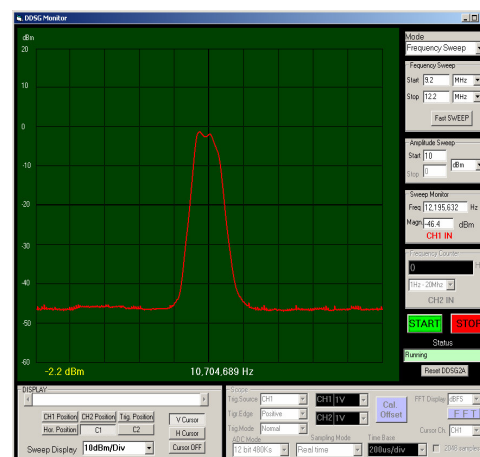 DDSG Monitor
dBm
20
10
0
-10
-20
-30
-40
-50
-60
-2.2 dBm
10,704,689 Hz
Mode
Frequency Sweep
Fequency Sweep
Start 9.2 MHz
Stop 12.2 MHz
Fast SWEEP
Amplitude Sweep
Start 10
dBm
Stop 0
Sweep Monitor
Freq 12,195,632 Hz
Magn -46.4 dBm
CH1 IN
Frequency Counter
0 H
1Hz - 20Mhz
CH2 IN
START STOP
Status
Running
Reset DDSG2A
DISPLAY
CH1 Position CH2 Position Trig. Position
Hor. Position C1 C2
V Cursor
H Cursor
Cursor OFF
Sweep Display 10dBm/Div
Scope
Trig Source CH1
Trig Edge Positive
Trig Mode Normal
CH1 1V
CH2 1V
Cal. Offset
FFT Display dBFS
F F T
Cursor Ch. CH1
ADC Mode
12 bit 480Ks
Sampling Mode
Real time
Time Base
200us/div
2048 samples